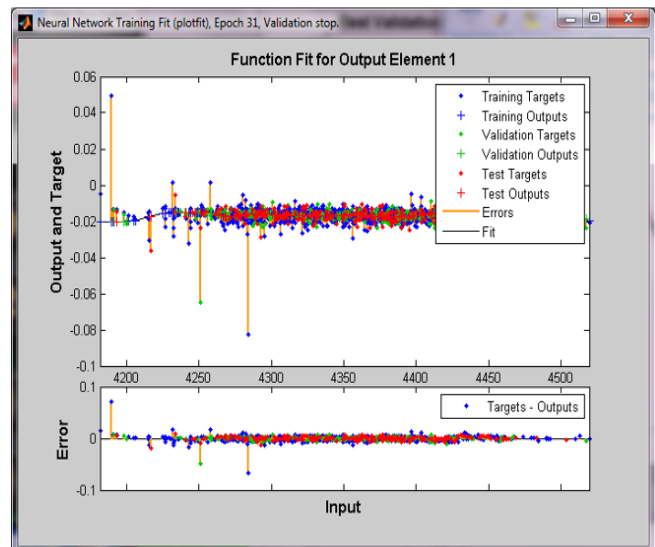 Neural Network Training Fit (plotfit), Epoch 31, Validation stop.
Function Fit for Output Element 1
Output and Target
0.06
0.04
0.02
0
-0.02
-0.04
-0.06
-0.08
-0.1
Training Targets
Training Outputs
Validation Targets
Validation Outputs
Test Targets
Test Outputs
Errors
Fit
4200 4250 4300 4350 4400 4450 4500
Error
0.1
0
-0.1
Targets - Outputs
Input